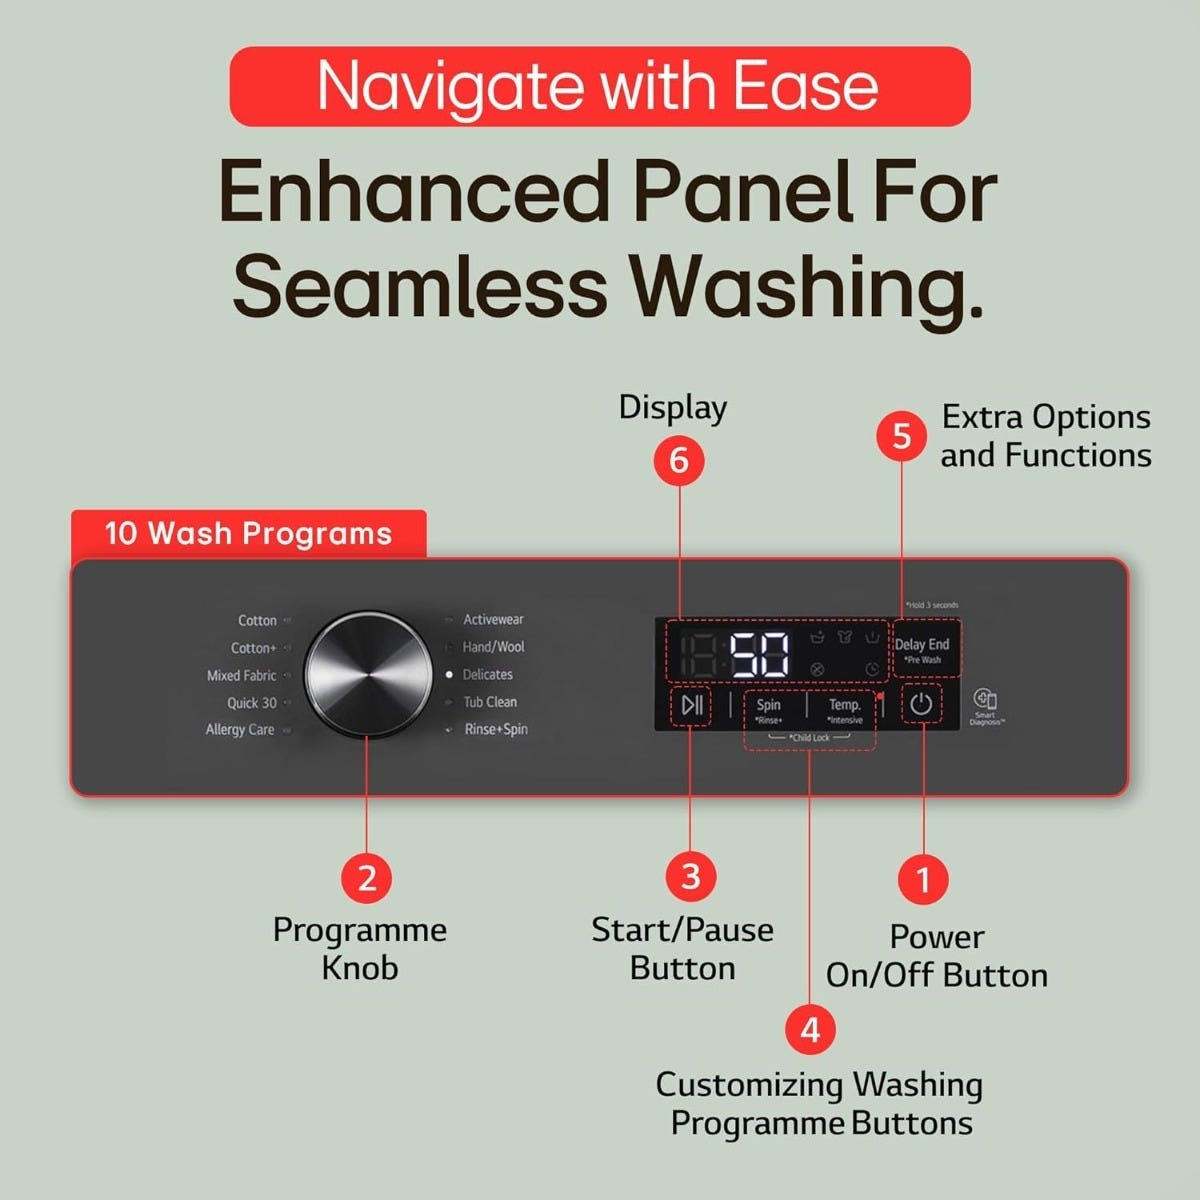 Navigate with Ease
Enhanced Panel For
Seamless Washing.
Display
6
5
Extra Options
and Functions
10 Wash Programs
Cotton
Cotton+
Mixed Fabric
Quick 30
Allergy Care
Activewear
Hand/Wool
Delicates
Tub Clean
Rinse+Spin
*Hold 3 seconds
50
Delay End
*Pre Wash
Spin
*Rinse+
Temp.
*Intensive
*Child Lock
Smart
Diagnosis™
2
Programme
Knob
3
Start/Pause
Button
1
Power
On/Off Button
4
Customizing Washing
Programme Buttons